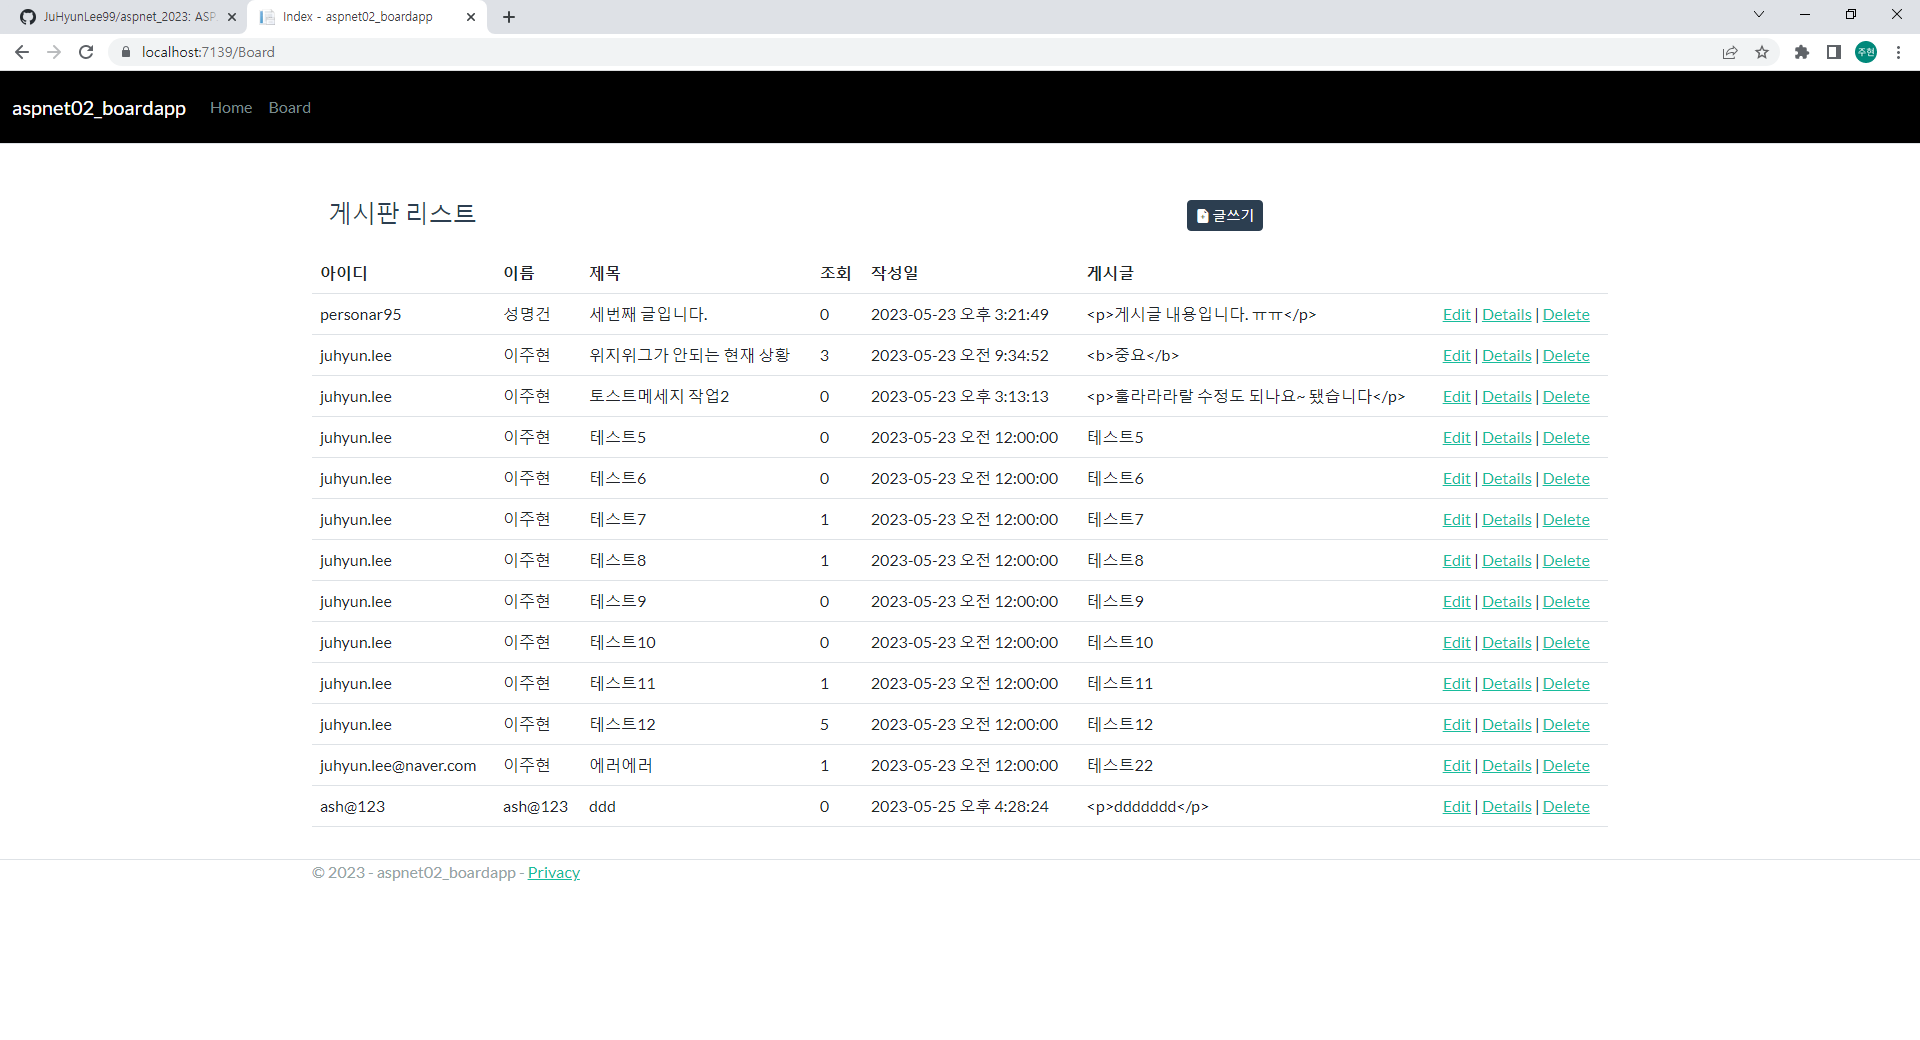 JuHyunLee99/aspnet_2023: ASP
Index - aspnet02_boardapp
localhost:7139/Board
주현
aspnet02_boardapp Home Board
게시판 리스트 글쓰기
아이디 이름 제목 조회 작성일 게시글
personar95 성명건 세번째 글입니다. 0 2023-05-23 오후 3:21:49 <p>게시글 내용입니다. ㅠㅠ</p> Edit | Details | Delete
juhyun.lee 이주현 위지위그가 안되는 현재 상황 3 2023-05-23 오전 9:34:52 <b>중요</b> Edit | Details | Delete
juhyun.lee 이주현 토스트메세지 작업2 0 2023-05-23 오후 3:13:13 <p>훌라라라랄 수정도 되나요~ 됐습니다</p> Edit | Details | Delete
juhyun.lee 이주현 테스트5 0 2023-05-23 오전 12:00:00 테스트5 Edit | Details | Delete
juhyun.lee 이주현 테스트6 0 2023-05-23 오전 12:00:00 테스트6 Edit | Details | Delete
juhyun.lee 이주현 테스트7 1 2023-05-23 오전 12:00:00 테스트7 Edit | Details | Delete
juhyun.lee 이주현 테스트8 1 2023-05-23 오전 12:00:00 테스트8 Edit | Details | Delete
juhyun.lee 이주현 테스트9 0 2023-05-23 오전 12:00:00 테스트9 Edit | Details | Delete
juhyun.lee 이주현 테스트10 0 2023-05-23 오전 12:00:00 테스트10 Edit | Details | Delete
juhyun.lee 이주현 테스트11 1 2023-05-23 오전 12:00:00 테스트11 Edit | Details | Delete
juhyun.lee 이주현 테스트12 5 2023-05-23 오전 12:00:00 테스트12 Edit | Details | Delete
juhyun.lee@naver.com 이주현 에러에러 1 2023-05-23 오전 12:00:00 테스트22 Edit | Details | Delete
ash@123 ash@123 ddd 0 2023-05-25 오후 4:28:24 <p>ddddddd</p> Edit | Details | Delete
© 2023 - aspnet02_boardapp - Privacy